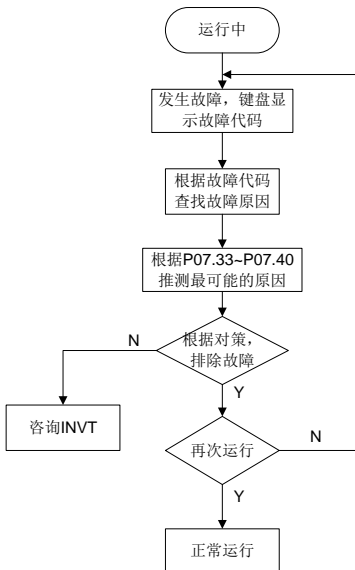 运行中
发生故障，键盘显
示故障代码
根据故障代码
查找故障原因
根据P07.33~P07.40
推测最可能的原因
N
根据对策，
排除故障
Y
咨询INVT
再次运行
N
Y
正常运行